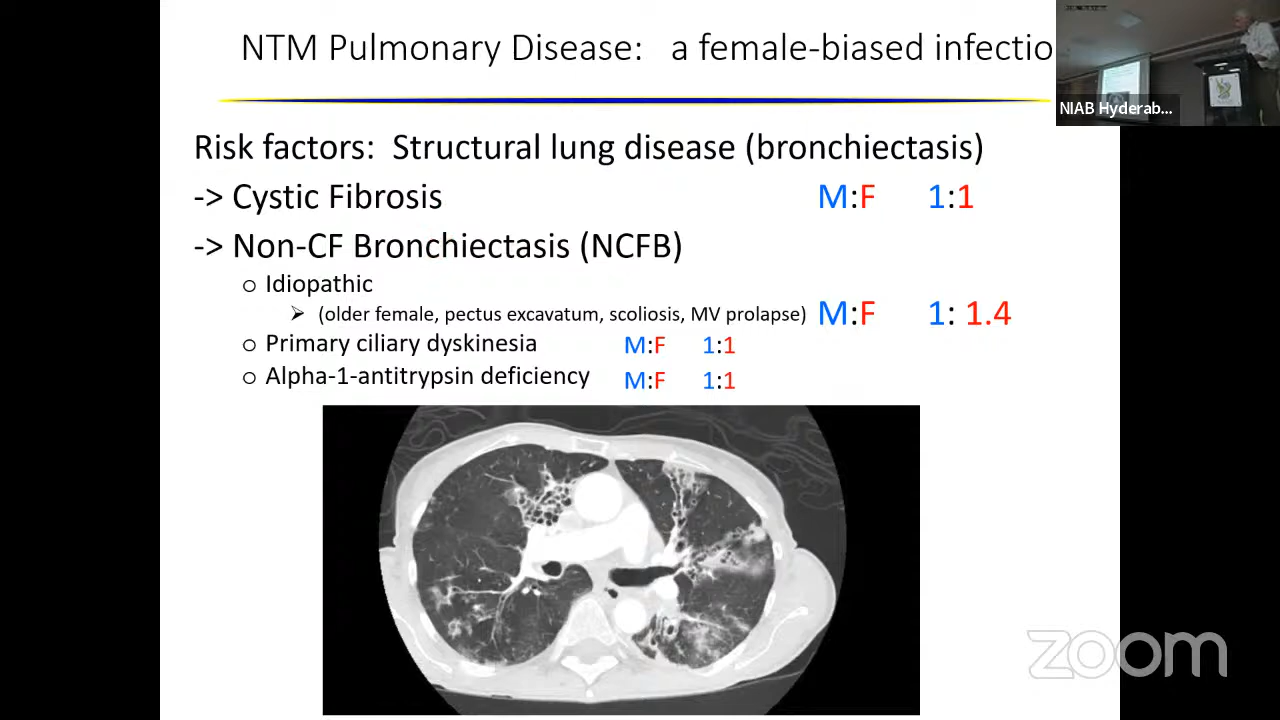 NTM Pulmonary Disease: a female-biased infectio
NIAB Hyderab...
Risk factors: Structural lung disease (bronchiectasis)
-> Cystic Fibrosis M:F 1:1
-> Non-CF Bronchiectasis (NCFB)
o Idiopathic
➢ (older female, pectus excavatum, scoliosis, MV prolapse) M:F 1: 1.4
o Primary ciliary dyskinesia M:F 1:1
o Alpha-1-antitrypsin deficiency M:F 1:1
zoom